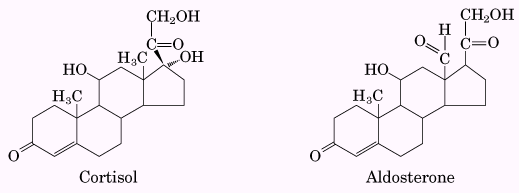 CH₂OH
C=O
H₃C
OH
HO
H₃C
O
Cortisol
CH₂OH
H
O
C
C=O
HO
H₃C
O
Aldosterone